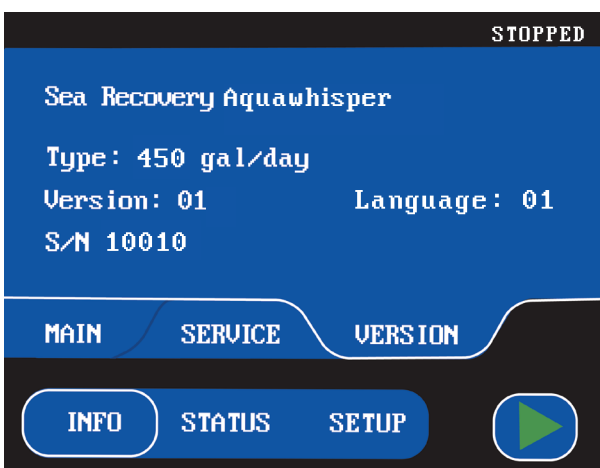 STOPPED
Sea Recovery Aquawhisper
Type: 450 gal/day
Version: 01 Language: 01
S/N 10010
MAIN SERVICE VERSION
INFO STATUS SETUP